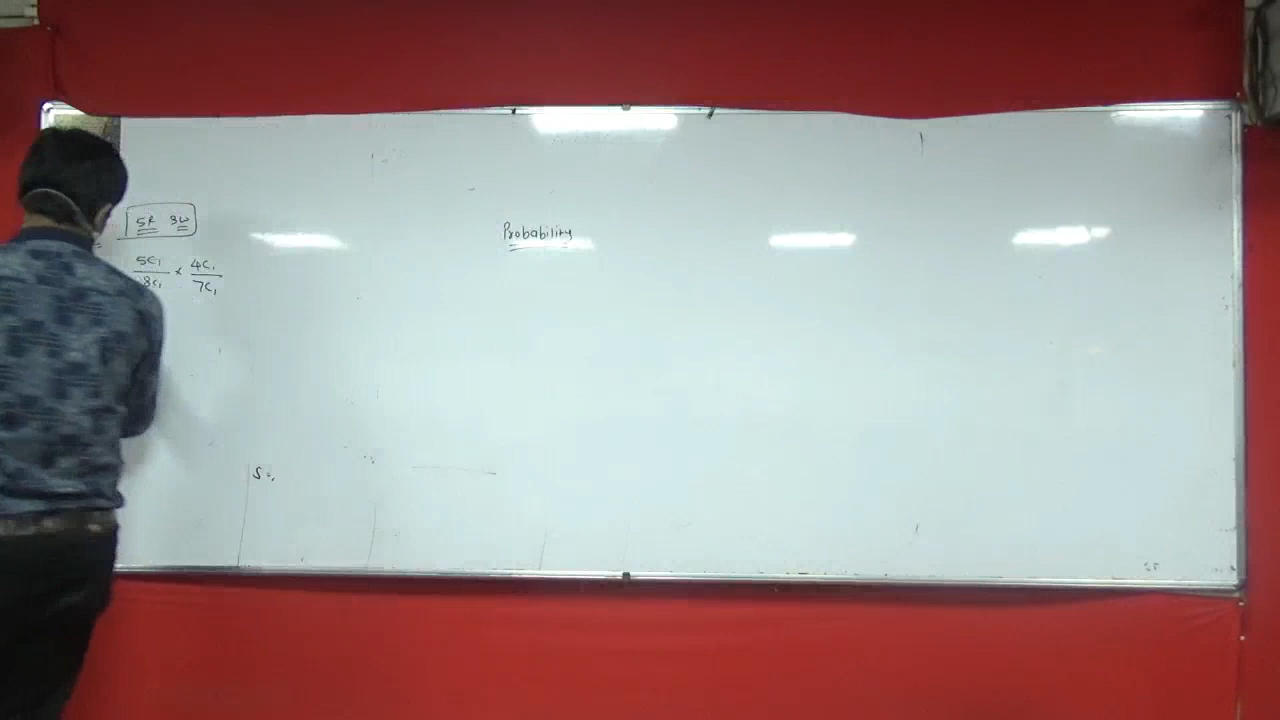 5R 3W
Probability
5C₁/8C₁ × 4C₁/7C₁
S =